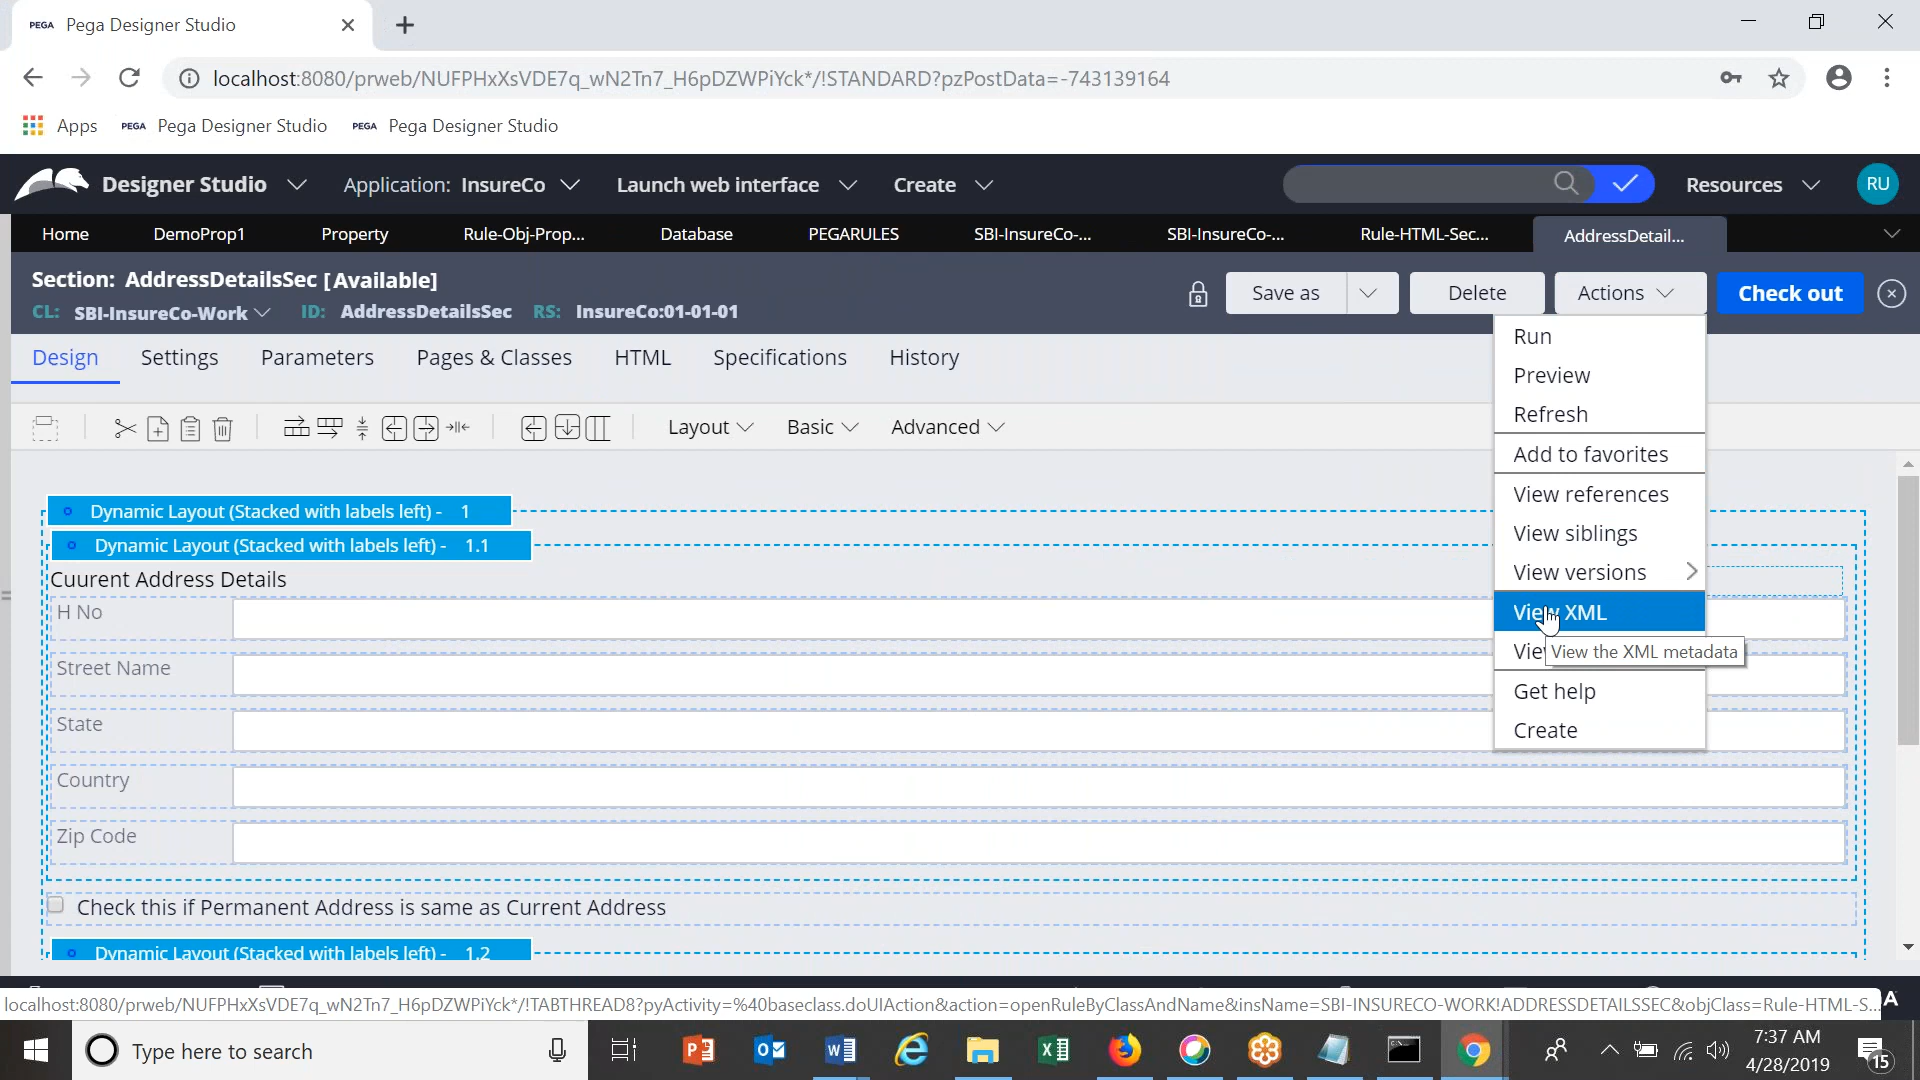 PEGA Pega Designer Studio
localhost:8080/prweb/NUFPHxXsVDE7q_wN2Tn7_H6pDZWPiYck*/!STANDARD?pzPostData=-743139164
Apps PEGA Pega Designer Studio PEGA Pega Designer Studio
Designer Studio Application: InsureCo Launch web interface Create Resources RU
Home DemoProp1 Property Rule-Obj-Prop... Database PEGARULES SBI-InsureCo-... SBI-InsureCo-... Rule-HTML-Sec... AddressDetail...
Section: AddressDetailsSec [Available]
CL: SBI-InsureCo-Work ID: AddressDetailsSec RS: InsureCo:01-01-01
Save as Delete Actions Check out
Design Settings Parameters Pages & Classes HTML Specifications History
Layout Basic Advanced
Run
Preview
Refresh
Add to favorites
View references
View siblings
View versions
View XML
View the XML metadata
Get help
Create
Dynamic Layout (Stacked with labels left) - 1
Dynamic Layout (Stacked with labels left) - 1.1
Cuurent Address Details
H No
Street Name
State
Country
Zip Code
Check this if Permanent Address is same as Current Address
Dynamic Layout (Stacked with labels left) - 1.2
localhost:8080/prweb/NUFPHxXsVDE7q_wN2Tn7_H6pDZWPiYck*/!TABTHREAD8?pyActivity=%40baseclass.doUIAction&action=openRuleByClassAndName&insName=SBI-INSURECO-WORK!ADDRESSDETAILSSEC&objClass=Rule-HTML-S...
Type here to search
7:37 AM
4/28/2019
15